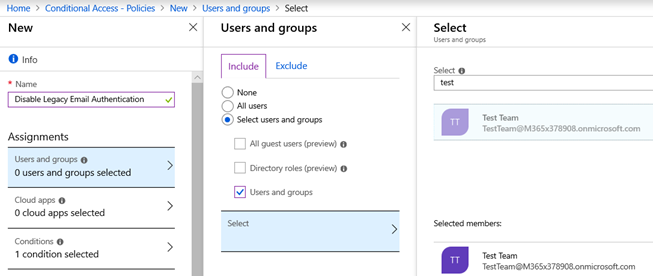 Home > Conditional Access - Policies > New > Users and groups > Select
New
Info
* Name
Disable Legacy Email Authentication
Assignments
Users and groups
0 users and groups selected
Cloud apps
0 cloud apps selected
Conditions
1 condition selected
Users and groups
Include Exclude
None
All users
Select users and groups
All guest users (preview)
Directory roles (preview)
Users and groups
Select
Select
Users and groups
Select
test
TT
Test Team
TestTeam@M365x378908.onmicrosoft.com
Selected members:
TT
Test Team
TestTeam@M365x378908.onmicrosoft.com